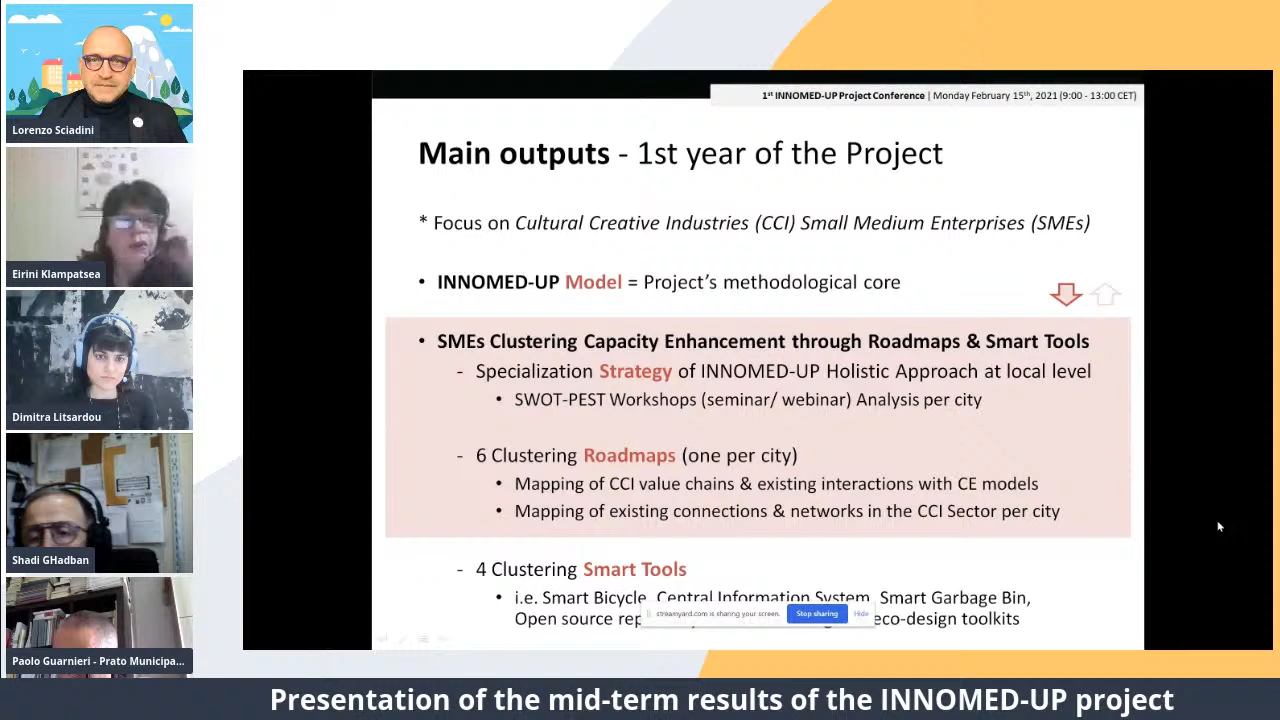 Lorenzo Sciadini
Eirini Klampatsea
Dimitra Litsardou
Shadi GHadban
Paolo Guarnieri - Prato Municipa...
1st INNOMED-UP Project Conference | Monday February 15th, 2021 (9:00 - 13:00 CET)
Main outputs - 1st year of the Project
* Focus on Cultural Creative Industries (CCI) Small Medium Enterprises (SMEs)
• INNOMED-UP Model = Project's methodological core
• SMEs Clustering Capacity Enhancement through Roadmaps & Smart Tools
- Specialization Strategy of INNOMED-UP Holistic Approach at local level
• SWOT-PEST Workshops (seminar/ webinar) Analysis per city
- 6 Clustering Roadmaps (one per city)
• Mapping of CCI value chains & existing interactions with CE models
• Mapping of existing connections & networks in the CCI Sector per city
- 4 Clustering Smart Tools
• i.e. Smart Bicycle, Central Information System, Smart Garbage Bin,
Open source eco-design toolkits
streamyard.com is sharing your screen. Stop sharing Hide
Presentation of the mid-term results of the INNOMED-UP project